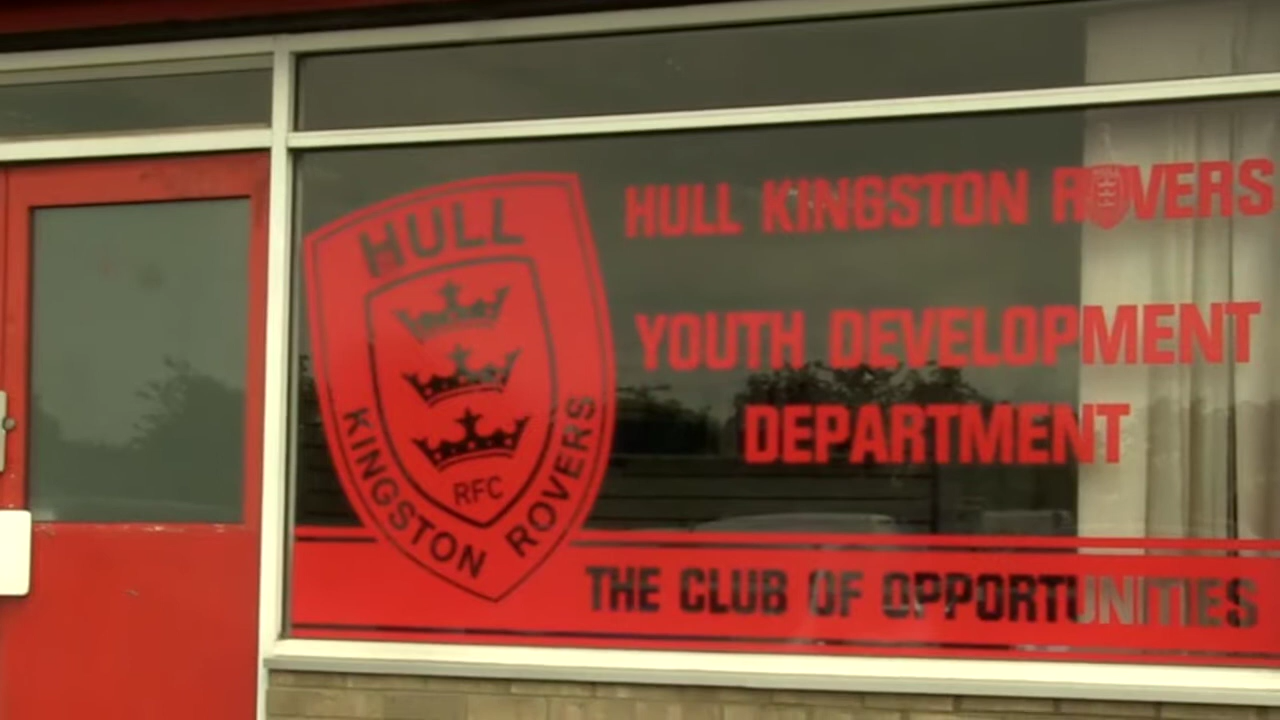 HULL
RFC
KINGSTON ROVERS
HULL KINGSTON ROVERS
YOUTH DEVELOPMENT
DEPARTMENT
THE CLUB OF OPPORTUNITIES